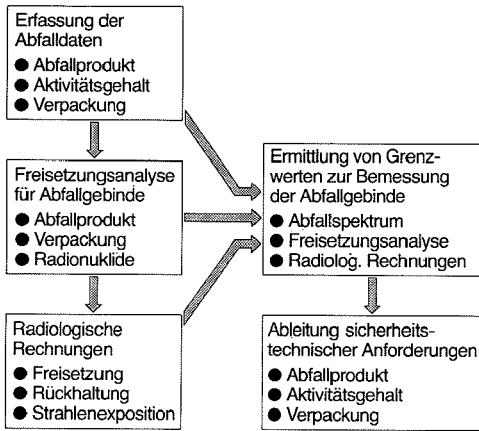 Erfassung der
Abfalldaten
● Abfallprodukt
● Aktivitätsgehalt
● Verpackung
Freisetzungsanalyse
für Abfallgebinde
● Abfallprodukt
● Verpackung
● Radionuklide
Radiologische
Rechnungen
● Freisetzung
● Rückhaltung
● Strahlenexposition
Ermittlung von Grenz-
werten zur Bemessung
der Abfallgebinde
● Abfallspektrum
● Freisetzungsanalyse
● Radiolog. Rechnungen
Ableitung sicherheits-
technischer Anforderungen
● Abfallprodukt
● Aktivitätsgehalt
● Verpackung